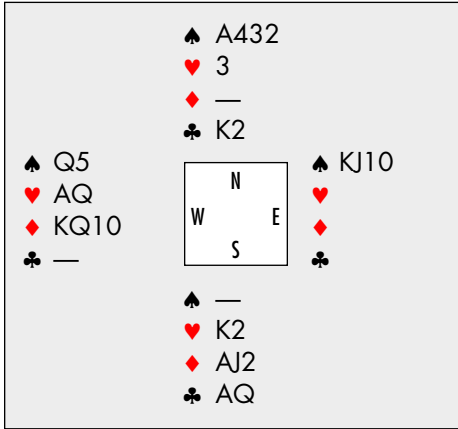 ♠ A432
♥ 3
♦ —
♣ K2
♠ Q5
♥ AQ
♦ KQ10
♣ —
N
W E
S
♠ KJ10
♥
♦
♣
♠ —
♥ K2
♦ AJ2
♣ AQ